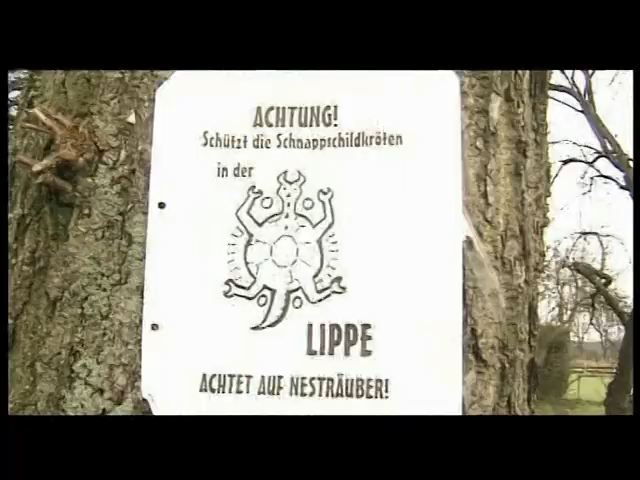 ACHTUNG!
Schützt die Schnappschildkröten
in der
LIPPE
ACHTET AUF NESTRÄUBER!